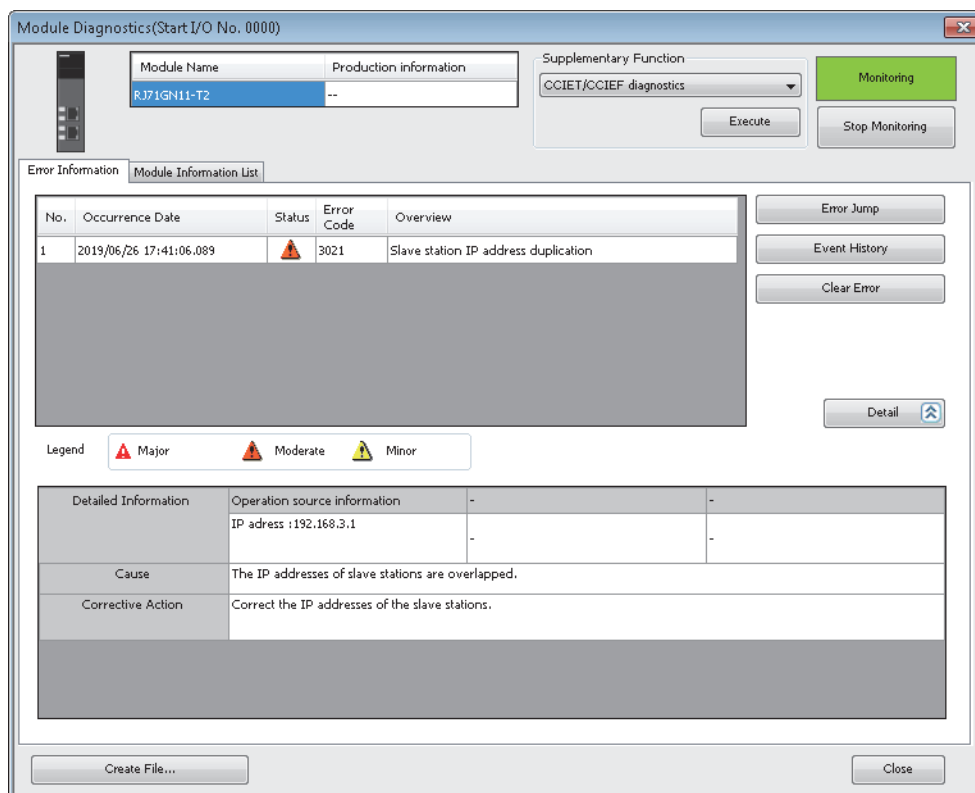 Module Diagnostics(Start I/O No. 0000)
Module Name Production information
RJ71GN11-T2 --
Supplementary Function
CCIET/CCIEF diagnostics
Execute
Monitoring
Stop Monitoring
Error Information Module Information List
No. Occurrence Date Status Error Code Overview
1 2019/06/26 17:41:06.089 3021 Slave station IP address duplication
Error Jump
Event History
Clear Error
Detail
Legend Major Moderate Minor
Detailed Information Operation source information - -
IP adress :192.168.3.1 - -
Cause The IP addresses of slave stations are overlapped.
Corrective Action Correct the IP addresses of the slave stations.
Create File... Close